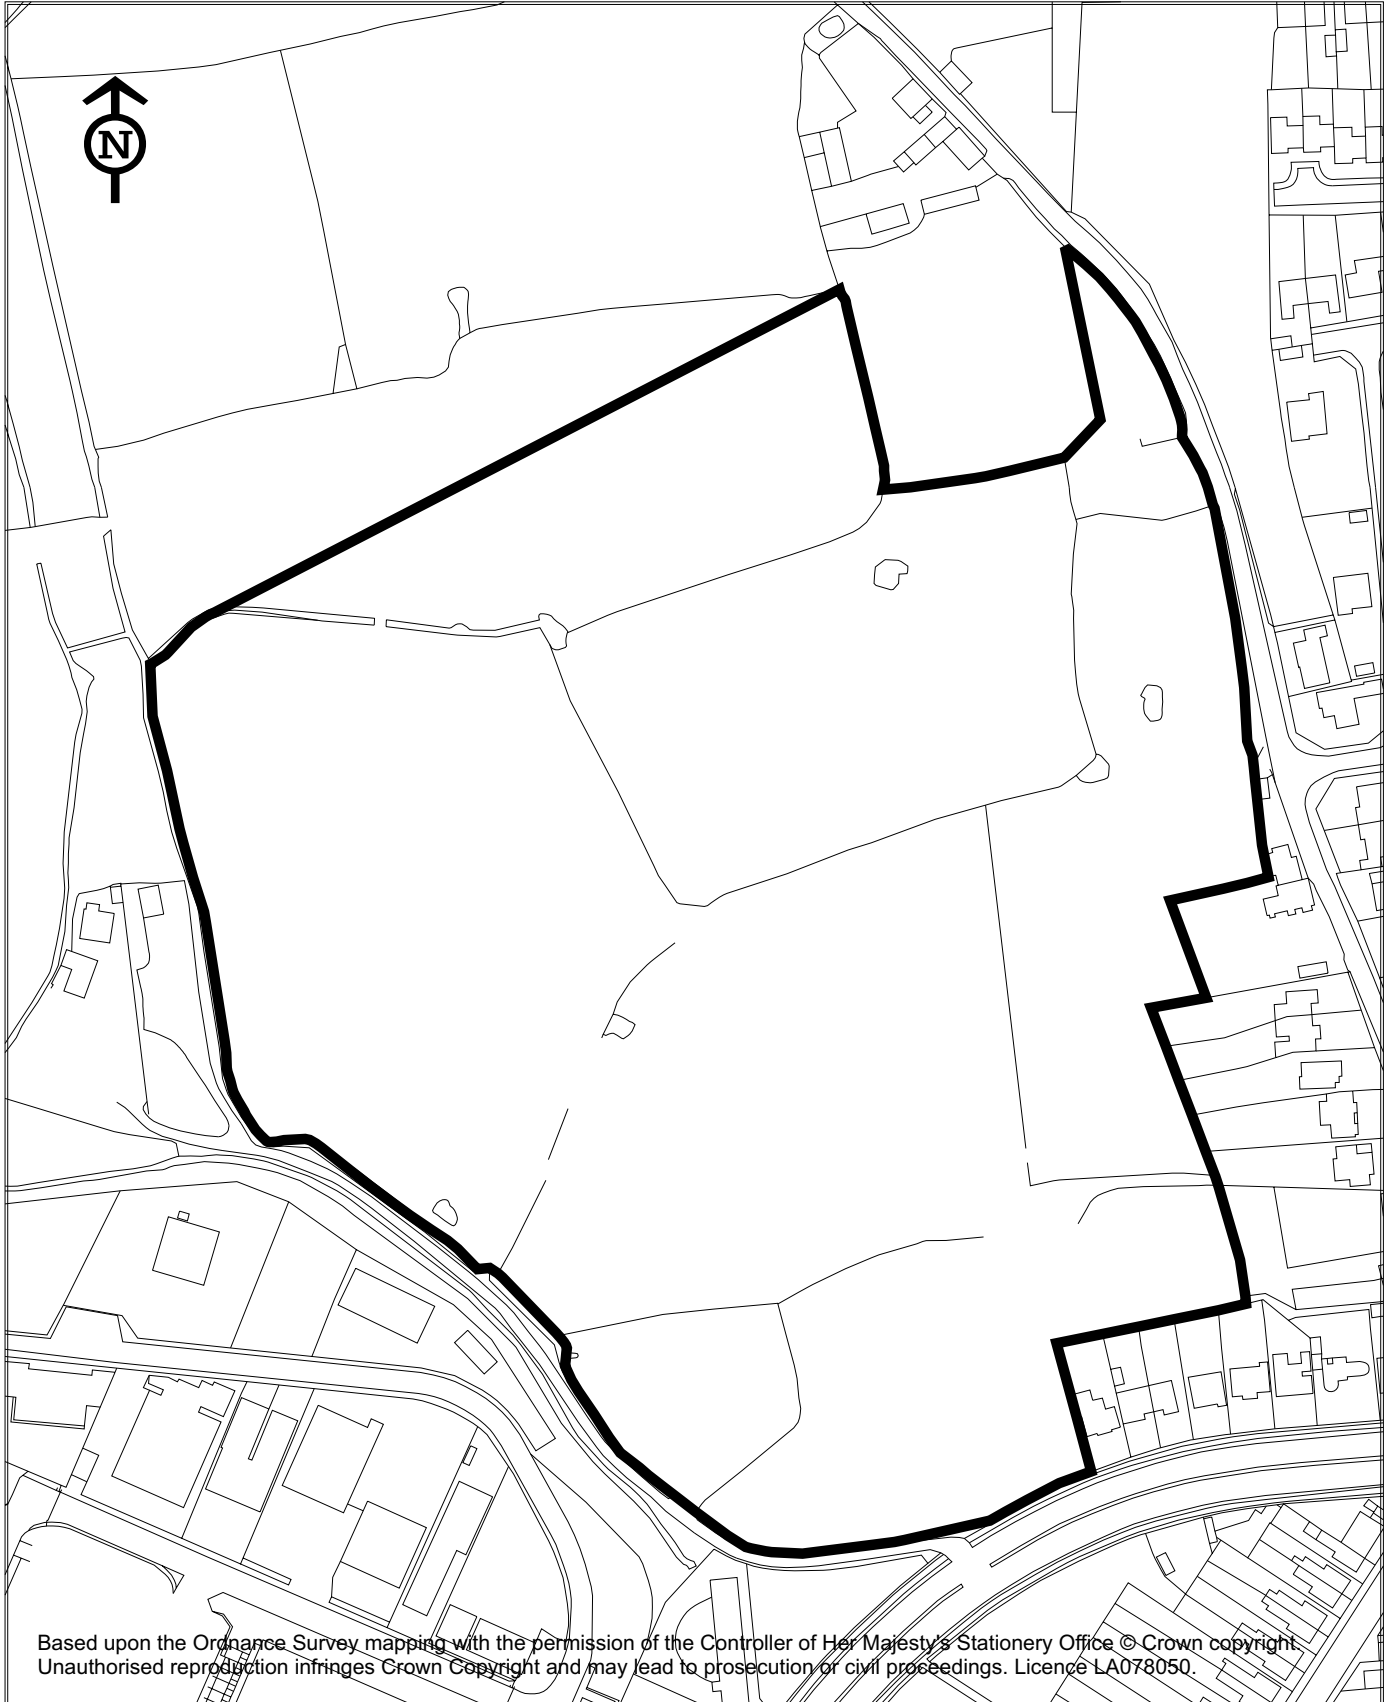 N
Based upon the Ordnance Survey mapping with the permission of the Controller of Her Majesty's Stationery Office © Crown copyright.
Unauthorised reproduction infringes Crown Copyright and may lead to prosecution or civil proceedings. Licence LA078050.